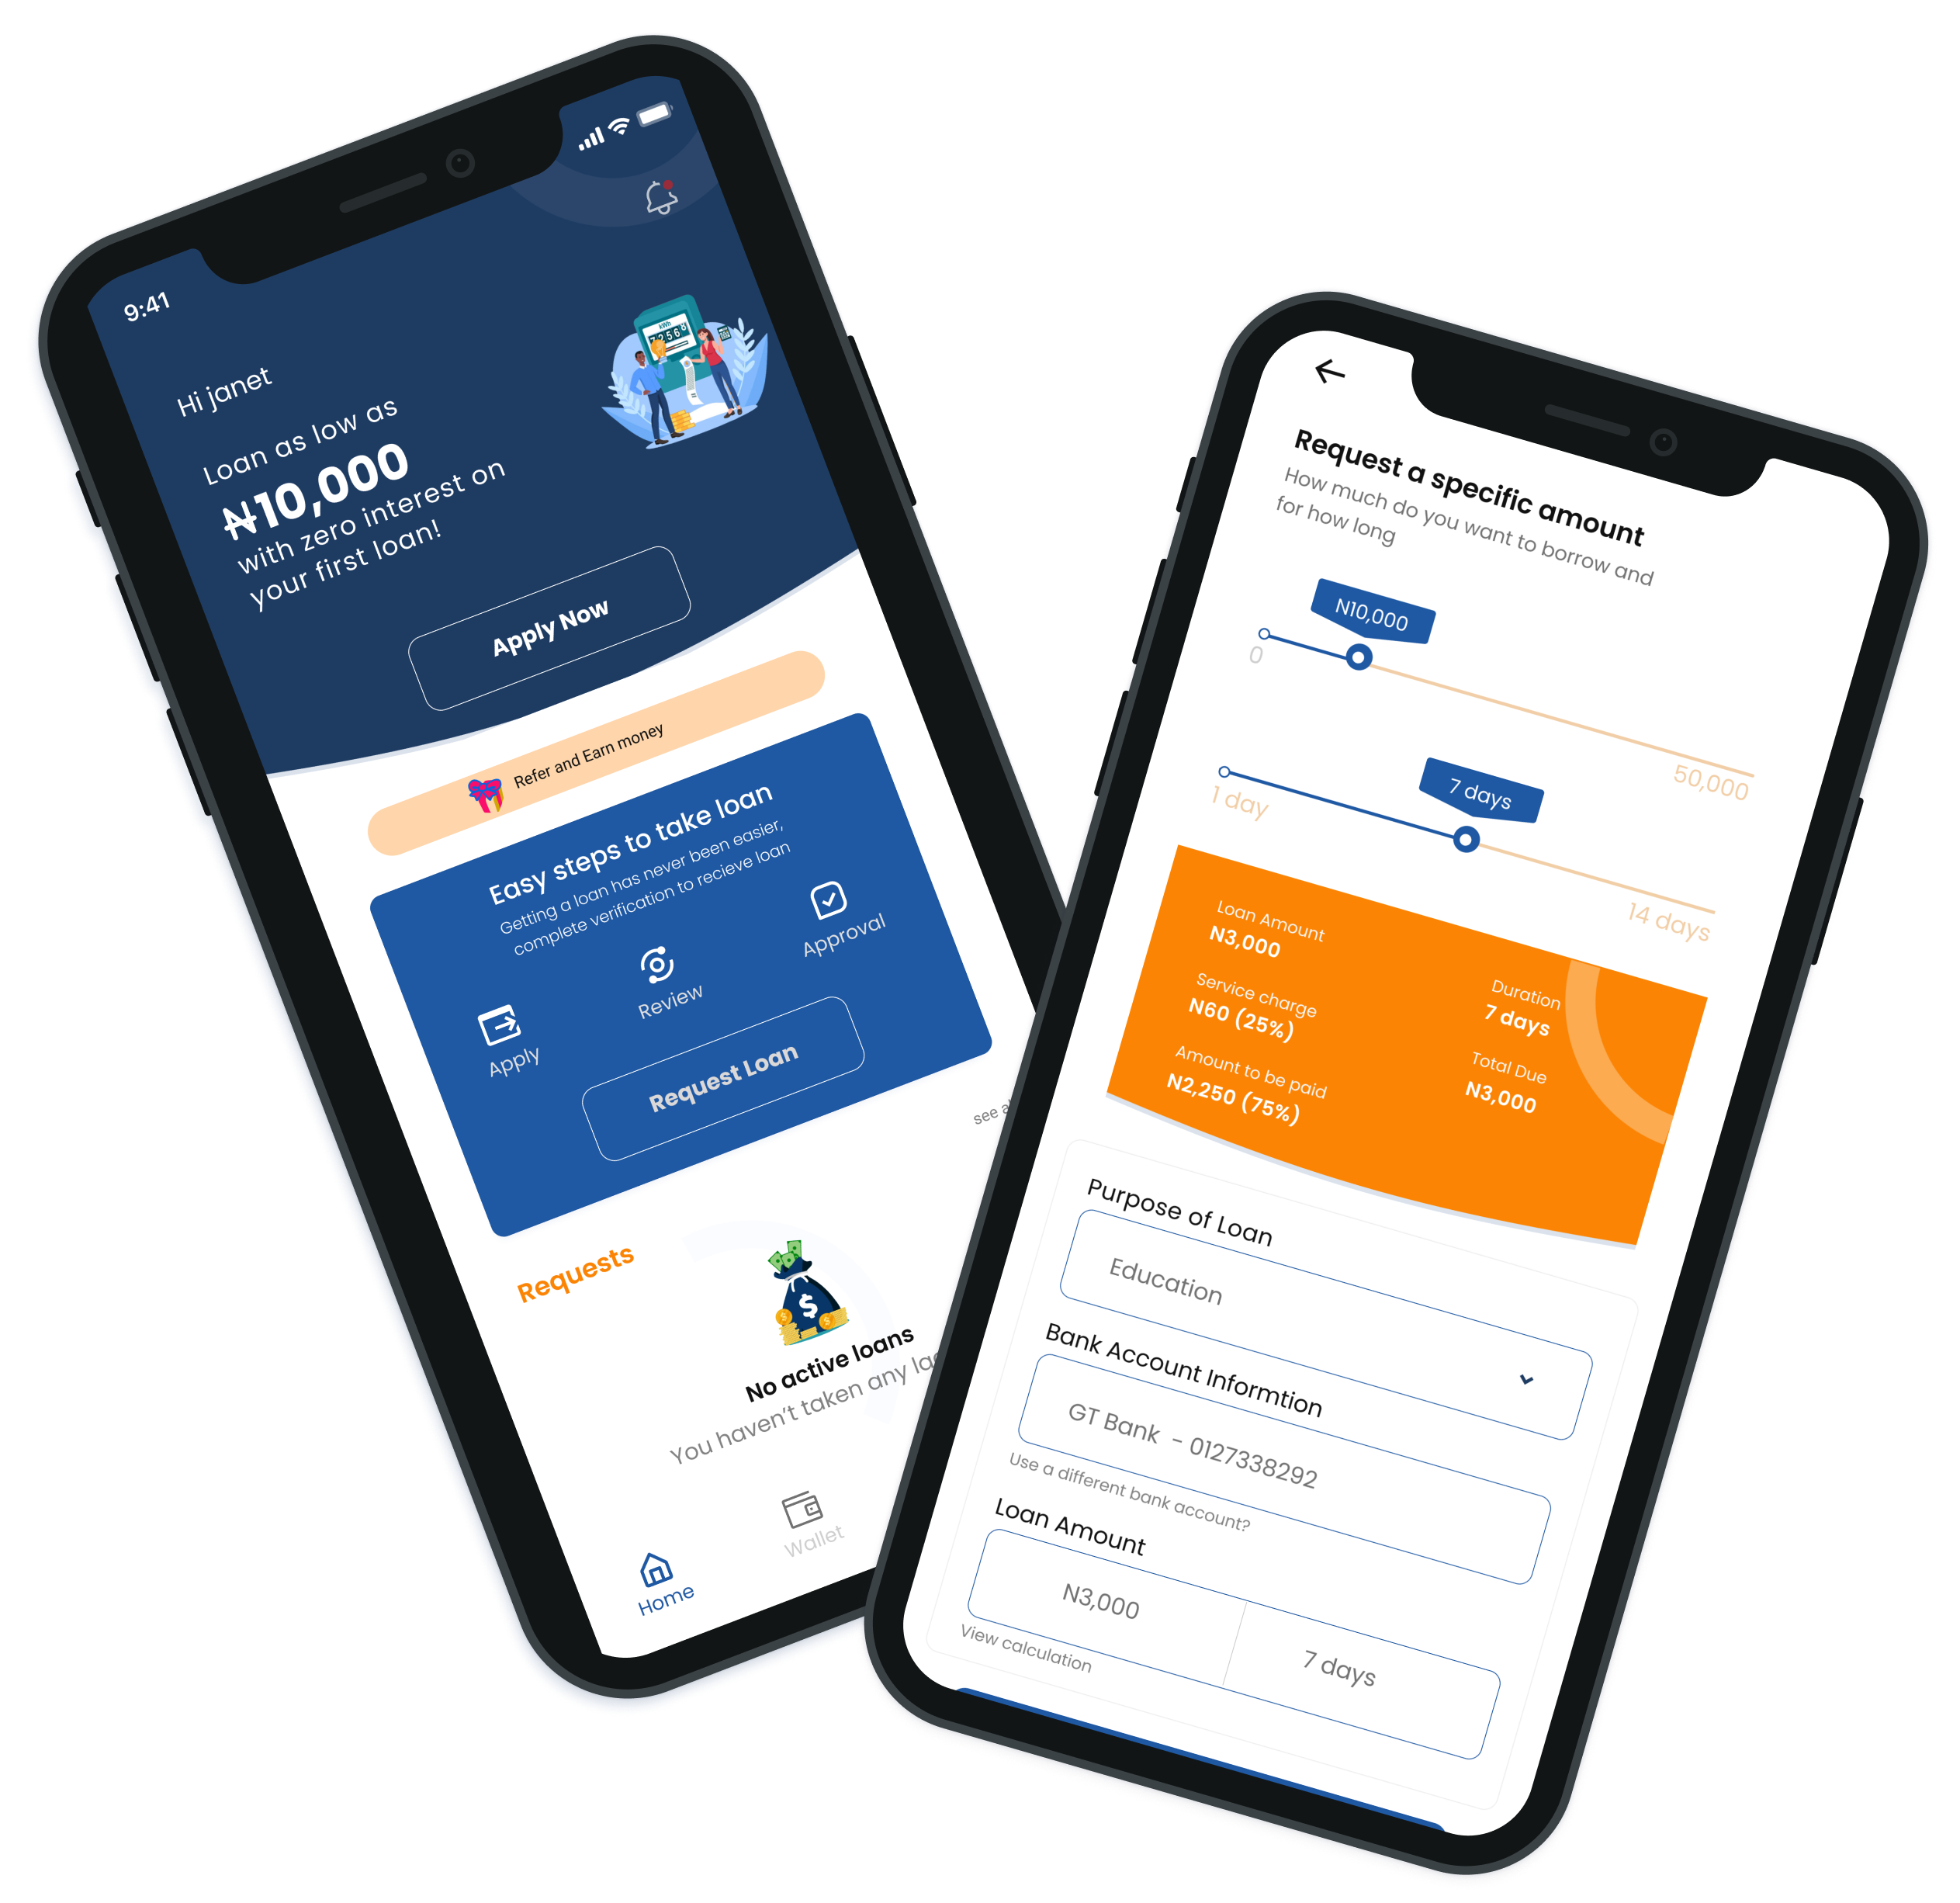 9:41
Hi janet
Loan as low as
₦10,000
with zero interest on
your first loan!
kWh
Apply Now
Refer and Earn money
Easy steps to take loan
Getting a loan has never been easier,
complete verification to recieve loan
Apply
Review
Approval
Request Loan
see
Requests
$
No active loans
You haven't taken any
Home
Wallet
Request a specific amount
How much do you want to borrow and
for how long
N10,000
0
50,000
7 days
1 day
14 days
Loan Amount
N3,000
Duration
7 days
Service charge
N60 (25%)
Total Due
N3,000
Amount to be paid
N2,250 (75%)
Purpose of Loan
Education
Bank Account Informtion
GT Bank - 0127338292
Use a different bank account?
Loan Amount
N3,000
7 days
View calculation